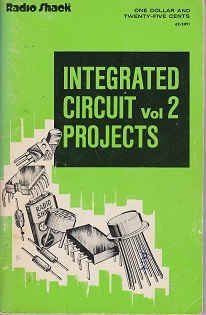 Radio Shack
ONE DOLLAR AND
TWENTY-FIVE CENTS
INTEGRATED
CIRCUIT Vol 2
PROJECTS
RADIO
SHACK